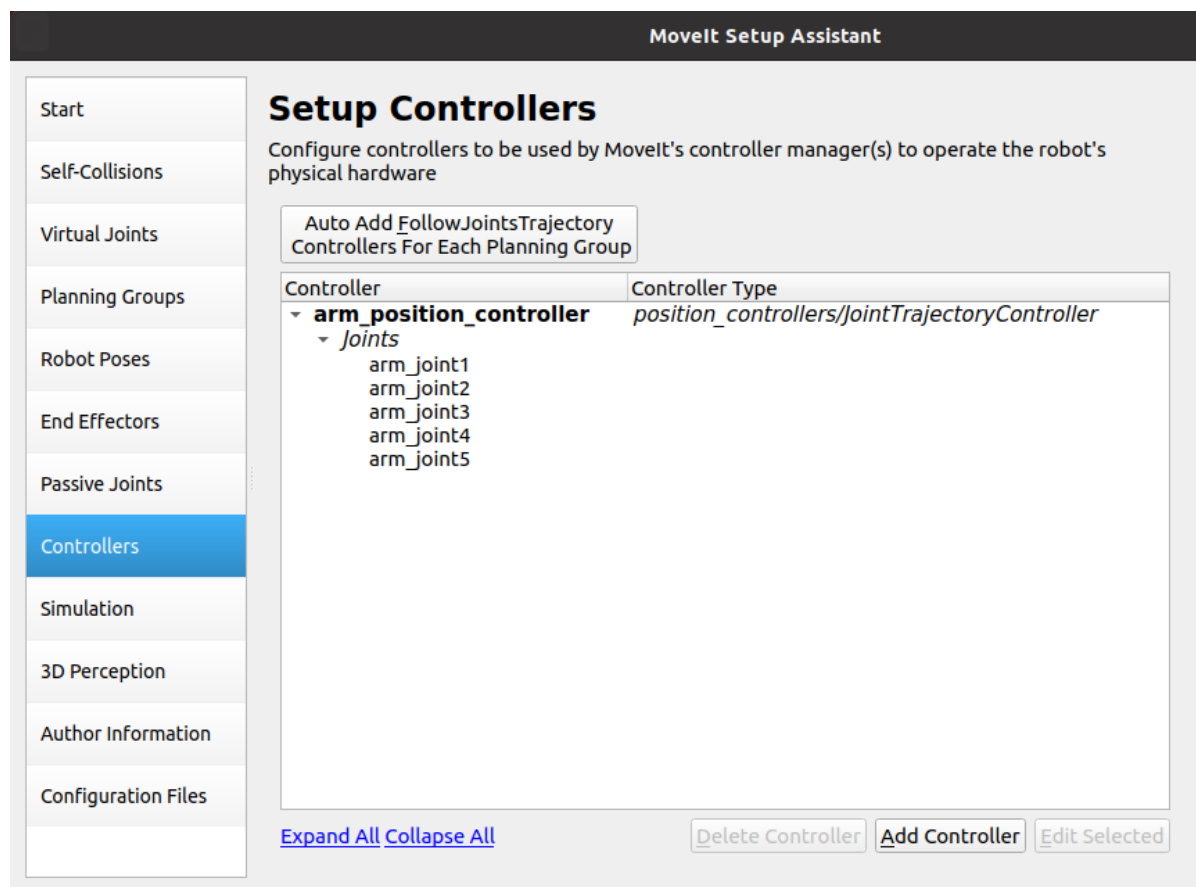 MoveIt Setup Assistant
Start
Self-Collisions
Virtual Joints
Planning Groups
Robot Poses
End Effectors
Passive Joints
Controllers
Simulation
3D Perception
Author Information
Configuration Files
Setup Controllers
Configure controllers to be used by MoveIt's controller manager(s) to operate the robot's
physical hardware
Auto Add FollowJointsTrajectory
Controllers For Each Planning Group
Controller Controller Type
arm_position_controller position_controllers/JointTrajectoryController
Joints
arm_joint1
arm_joint2
arm_joint3
arm_joint4
arm_joint5
Expand All Collapse All Delete Controller Add Controller Edit Selected